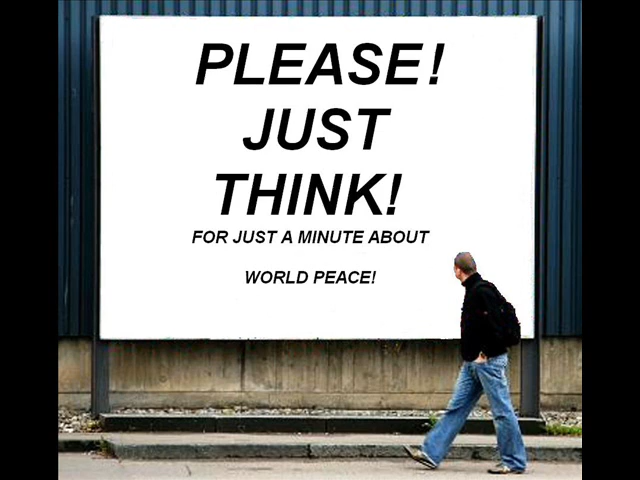 PLEASE!
JUST
THINK!
FOR JUST A MINUTE ABOUT
WORLD PEACE!